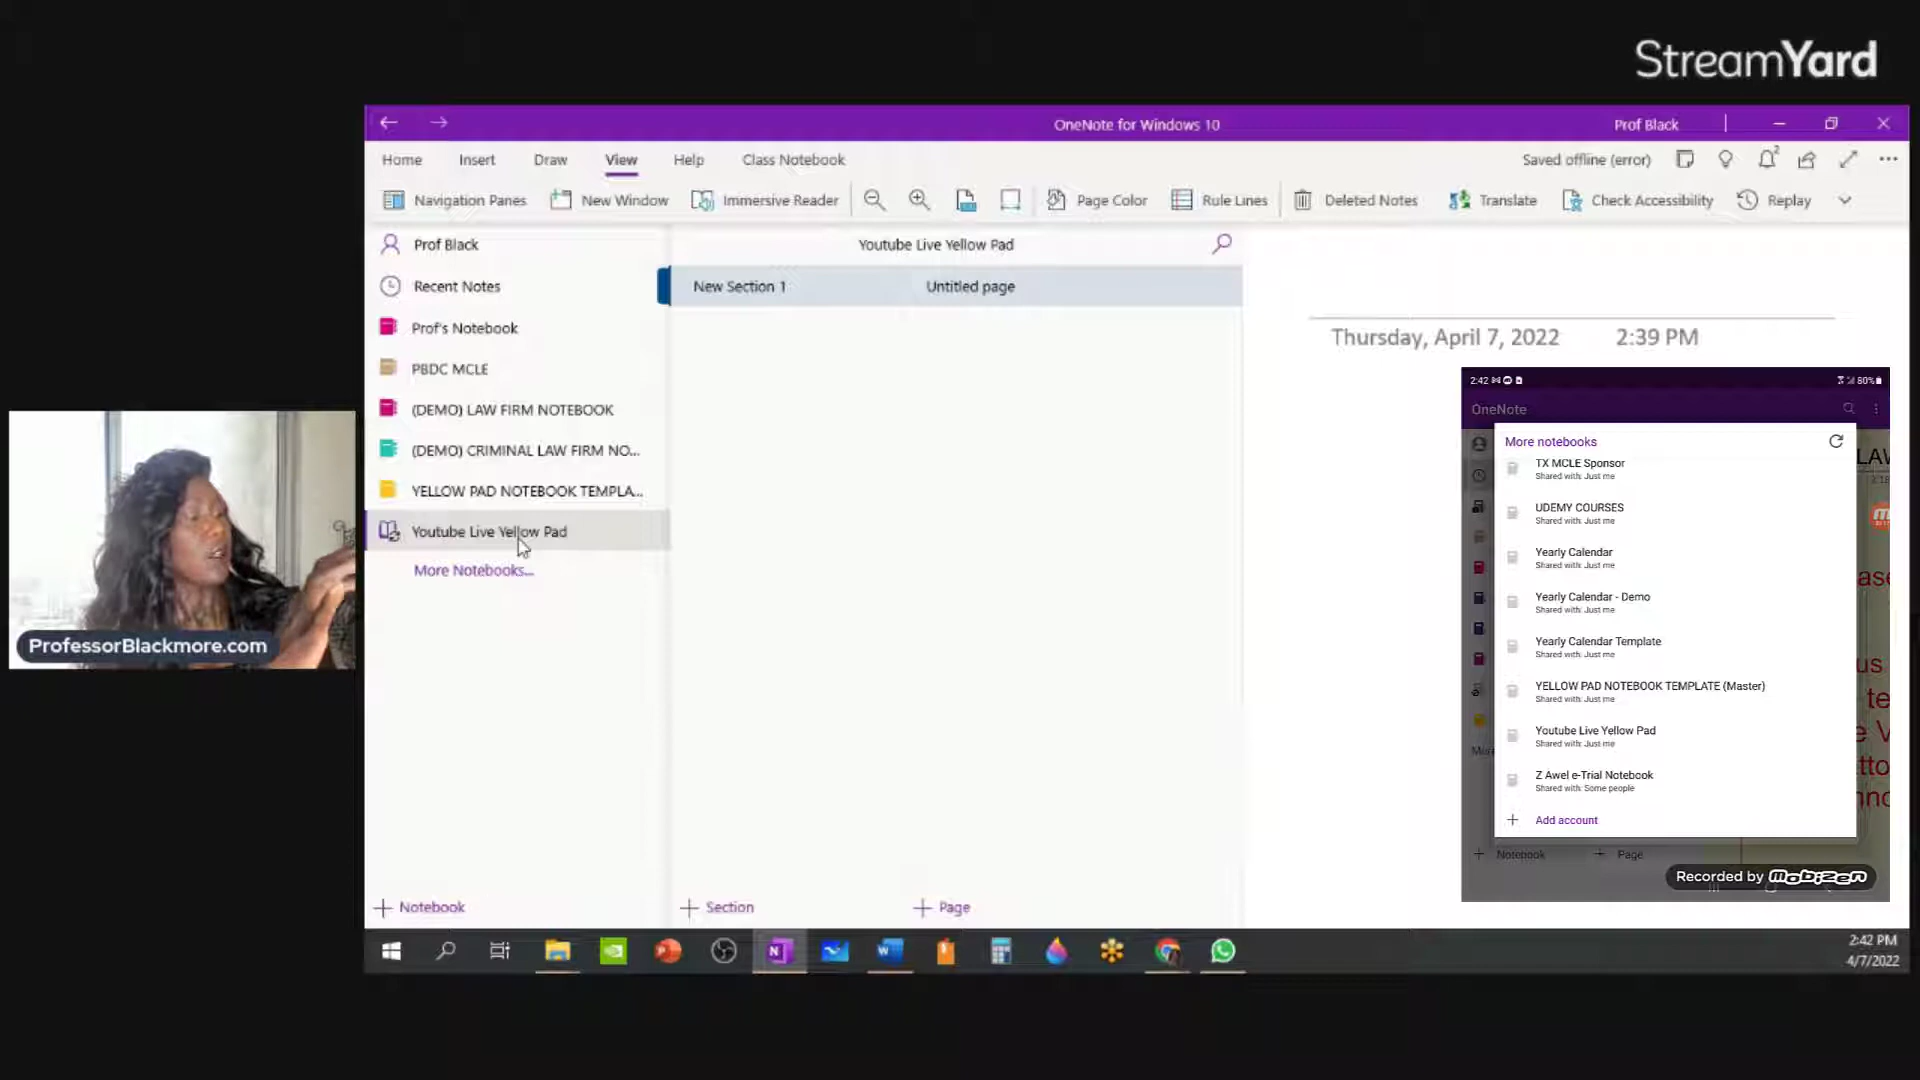 StreamYard
OneNote for Windows 10
Prof Black
Home Insert Draw View Help Class Notebook
Saved offline (error)
2
Navigation Panes New Window Immersive Reader Page Color Rule Lines Deleted Notes Translate Check Accessibility Replay
Prof Black
Recent Notes
Prof's Notebook
PBDC MCLE
(DEMO) LAW FIRM NOTEBOOK
(DEMO) CRIMINAL LAW FIRM NO...
YELLOW PAD NOTEBOOK TEMPLA...
Youtube Live Yellow Pad
More Notebooks...
Youtube Live Yellow Pad
New Section 1
Untitled page
Thursday, April 7, 2022 2:39 PM
2:42
80%
OneNote
More notebooks
TX MCLE Sponsor
Shared with: Just me
UDEMY COURSES
Shared with: Just me
Yearly Calendar
Shared with: Just me
Yearly Calendar - Demo
Shared with: Just me
Yearly Calendar Template
Shared with: Just me
YELLOW PAD NOTEBOOK TEMPLATE (Master)
Shared with: Just me
Youtube Live Yellow Pad
Shared with: Just me
Z Awel e-Trial Notebook
Shared with: Some people
Add account
Notebook
Page
Recorded by Mobizen
ProfessorBlackmore.com
Notebook
Section
Page
2:42 PM
4/7/2022